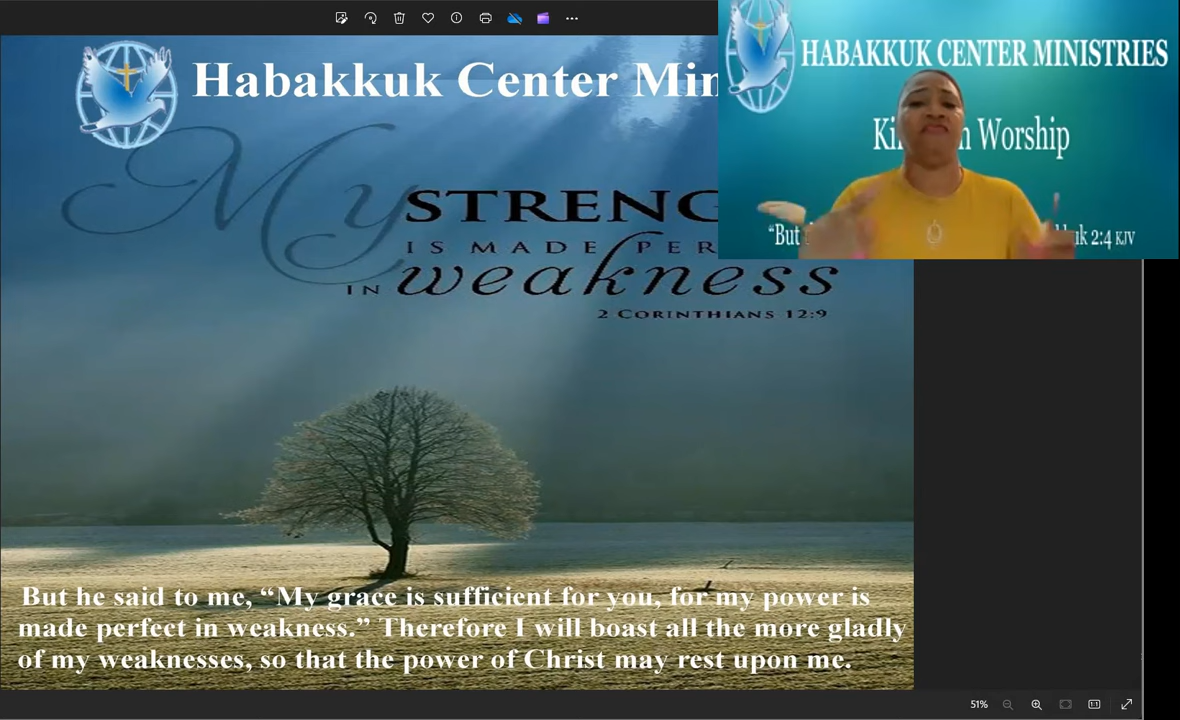 Habakkuk Center Min
My STRENG
IS MADE PER
IN weakness
2 CORINTHIANS 12:9
But he said to me, “My grace is sufficient for you, for my power is
made perfect in weakness.” Therefore I will boast all the more gladly
of my weaknesses, so that the power of Christ may rest upon me.
HABAKKUK CENTER MINISTRIES
Ki n Worship
“But uk 2:4 KJV
51%